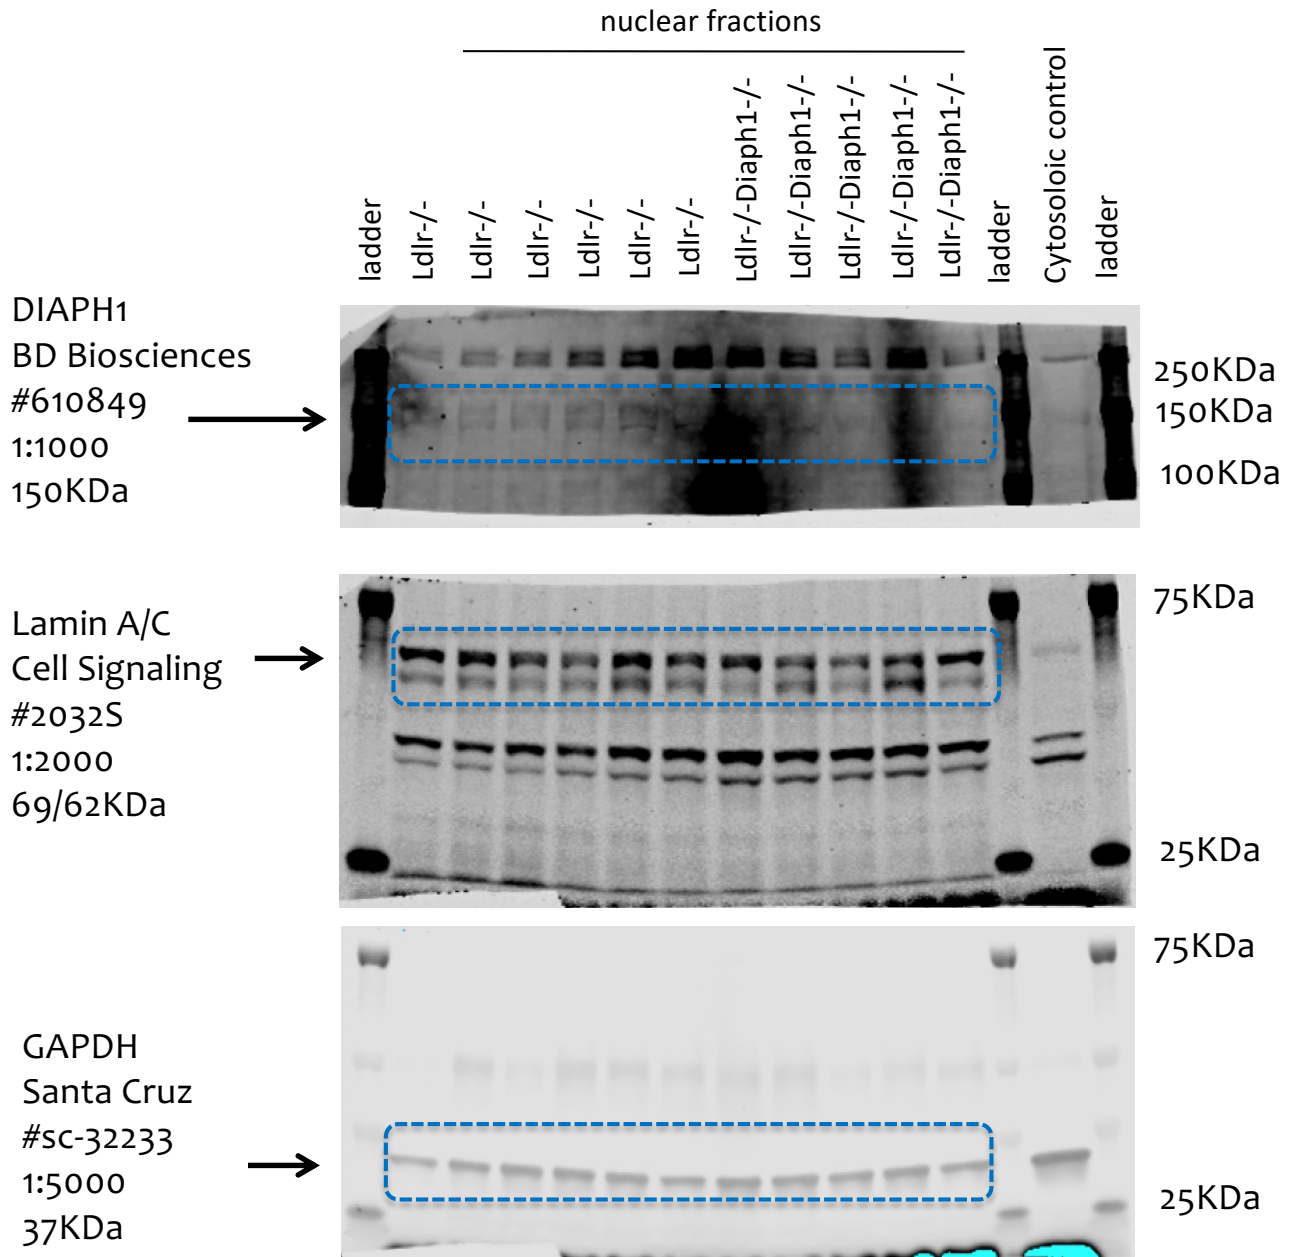 nuclear fractions
ladder
Ldlr-/-
Ldlr-/-
Ldlr-/-
Ldlr-/-
Ldlr-/-
Ldlr-/-
Ldlr-/-Diaph1-/-
Ldlr-/-Diaph1-/-
Ldlr-/-Diaph1-/-
Ldlr-/-Diaph1-/-
Ldlr-/-Diaph1-/-
ladder
Cytosoloic control
ladder
DIAPH1
BD Biosciences
#610849
1:1000
150KDa
250KDa
150KDa
100KDa
Lamin A/C
Cell Signaling
#2032S
1:2000
69/62KDa
75KDa
25KDa
GAPDH
Santa Cruz
#sc-32233
1:5000
37KDa
75KDa
25KDa